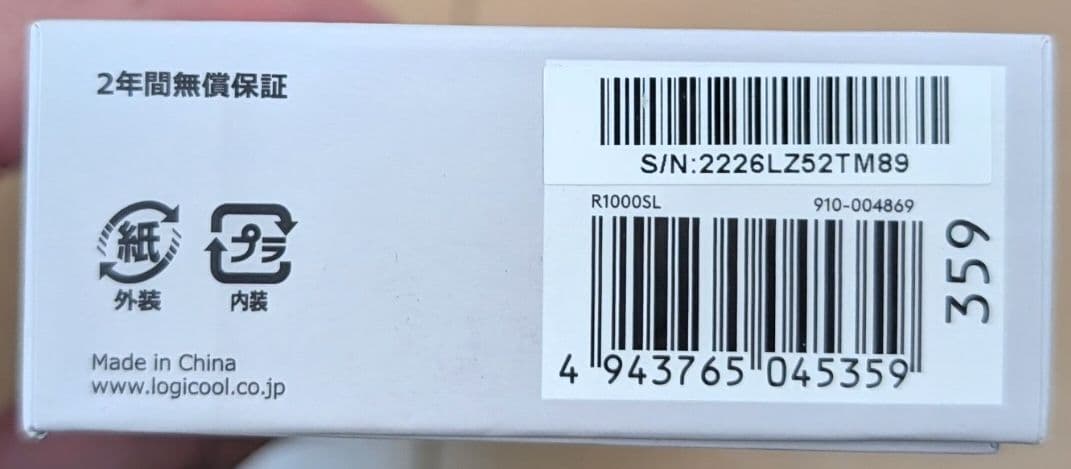 2年間無償保証
紙
外装
プラ
内装
Made in China
www.logicool.co.jp
S/N:2226LZ52TM89
R1000SL 910-004869
4 943765 045359
359